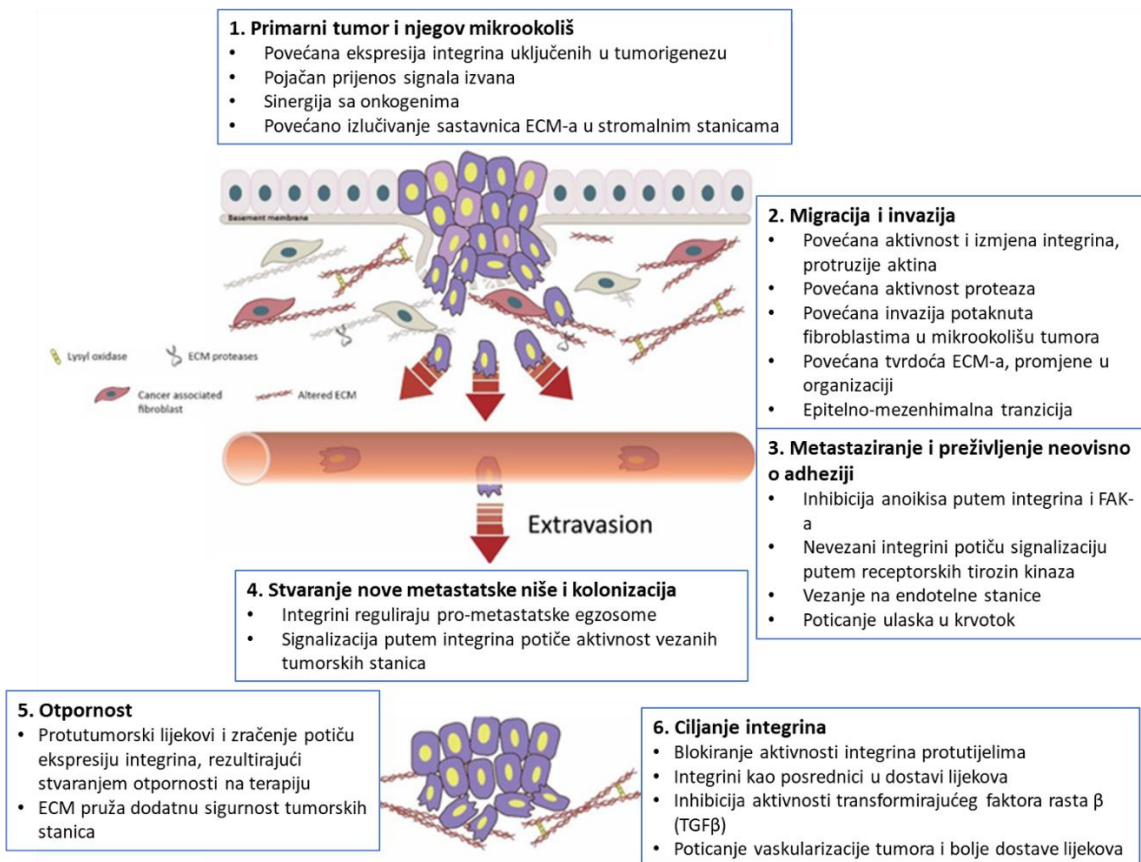 1. Primarni tumor i njegov mikrookoliš
• Povećana ekspresija integrina uključenih u tumorigenezu
• Pojačan prijenos signala izvana
• Sinergija sa onkogenima
• Povećano izlučivanje sastavnica ECM-a u stromalnim stanicama
Basement membrane
2. Migracija i invazija
• Povećana aktivnost i izmjena integrina,
protruzije aktina
• Povećana aktivnost proteaza
• Povećana invazija potaknuta
fibroblastima u mikrookolišu tumora
• Povećana tvrdoća ECM-a, promjene u
organizaciji
• Epitelno-mezenhimalna tranzicija
Lysyl oxidase
ECM proteases
Cancer associated
fibroblast
Altered ECM
3. Metastaziranje i preživljenje neovisno
o adheziji
• Inhibicija anoikisa putem integrina i FAK-
a
• Nevezani integrini potiču signalizaciju
putem receptorskih tirozin kinaza
• Vezanje na endotelne stanice
• Poticanje ulaska u krvotok
Extravasion
4. Stvaranje nove metastatske niše i kolonizacija
• Integrini reguliraju pro-metastatske egzosome
• Signalizacija putem integrina potiče aktivnost vezanih
tumorskih stanica
5. Otpornost
• Protutumorski lijekovi i zračenje potiču
ekspresiju integrina, rezultirajući
stvaranjem otpornosti na terapiju
• ECM pruža dodatnu sigurnost tumorskih
stanica
6. Ciljanje integrina
• Blokiranje aktivnosti integrina protutijelima
• Integrini kao posrednici u dostavi lijekova
• Inhibicija aktivnosti transformirajućeg faktora rasta β
(TGFβ)
• Poticanje vaskularizacije tumora i bolje dostave lijekova